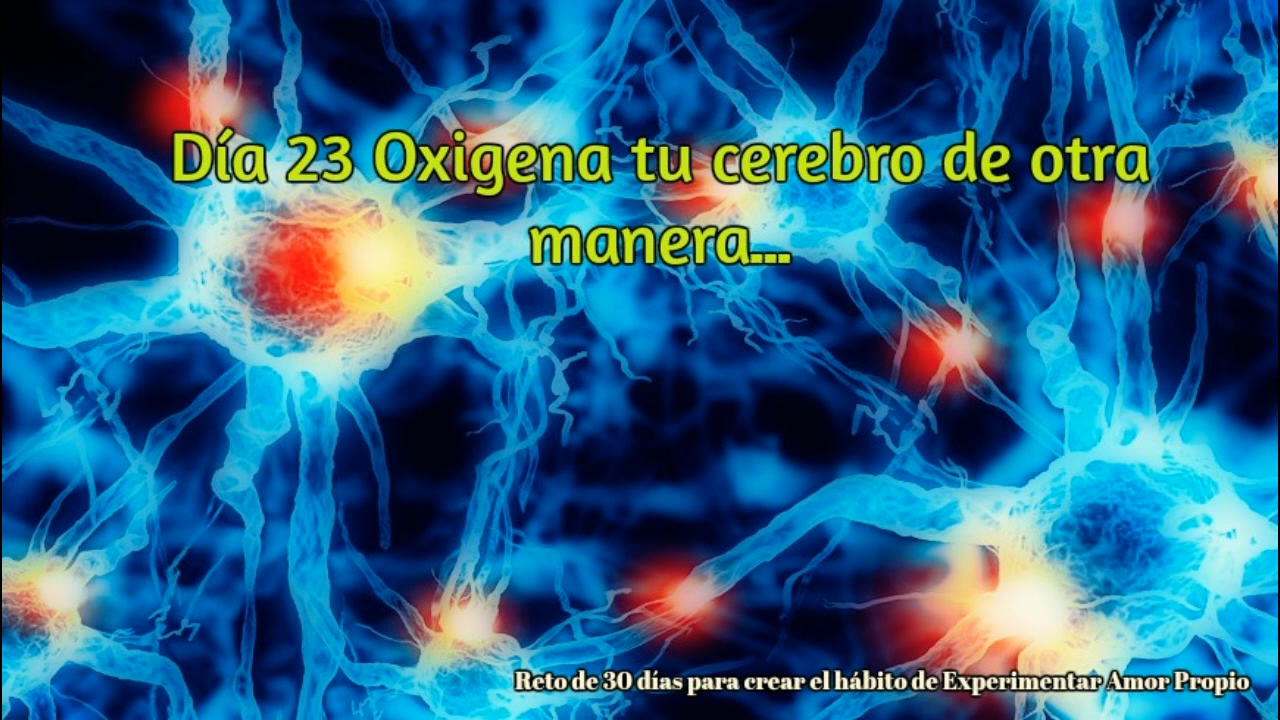 Día 23 Oxigena tu cerebro de otra
manera...
Reto de 30 días para crear el hábito de Experimentar Amor Propio